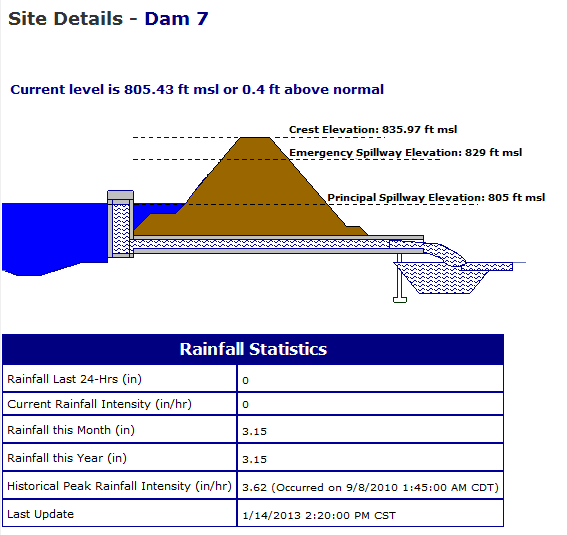 Site Details - Dam 7
Current level is 805.43 ft msl or 0.4 ft above normal
Crest Elevation: 835.97 ft msl
Emergency Spillway Elevation: 829 ft msl
Principal Spillway Elevation: 805 ft msl
Rainfall Statistics
Rainfall Last 24-Hrs (in) 0
Current Rainfall Intensity (in/hr) 0
Rainfall this Month (in) 3.15
Rainfall this Year (in) 3.15
Historical Peak Rainfall Intensity (in/hr) 3.62 (Occurred on 9/8/2010 1:45:00 AM CDT)
Last Update 1/14/2013 2:20:00 PM CST